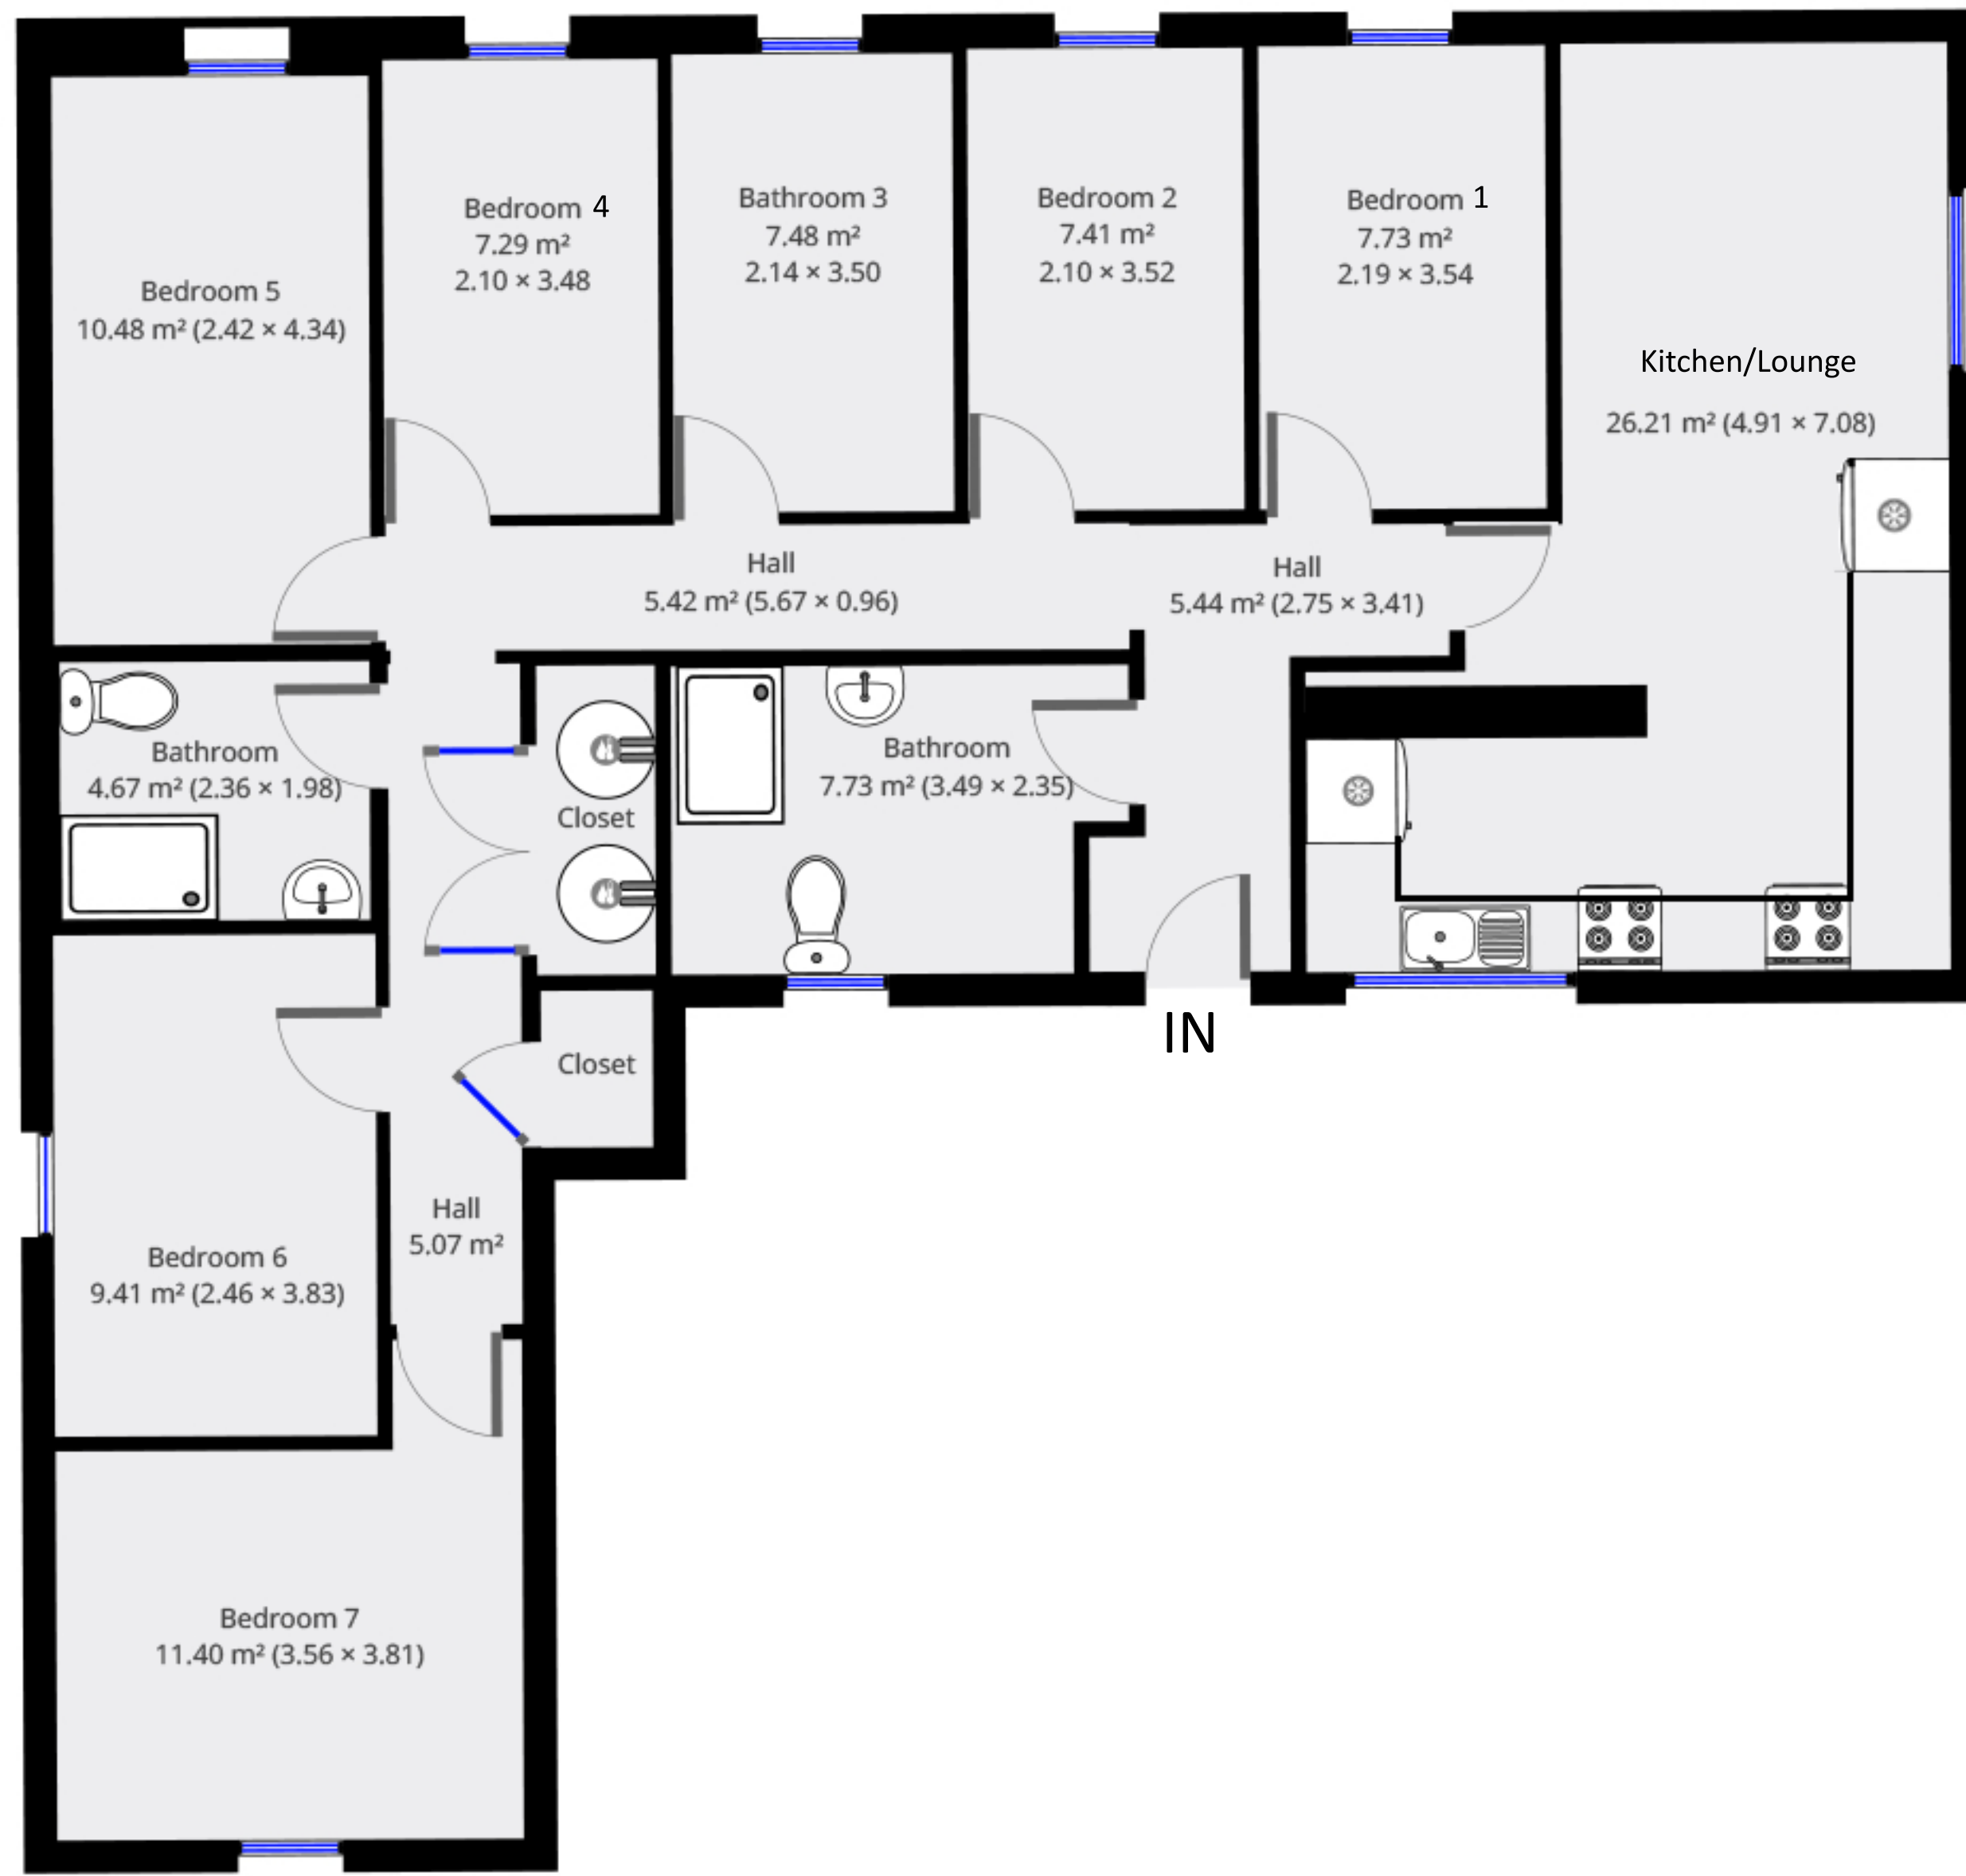 Bedroom 4
7.29 m²
2.10 × 3.48
Bathroom 3
7.48 m²
2.14 × 3.50
Bedroom 2
7.41 m²
2.10 × 3.52
Bedroom 1
7.73 m²
2.19 × 3.54
Bedroom 5
10.48 m² (2.42 × 4.34)
Kitchen/Lounge
26.21 m² (4.91 × 7.08)
Hall
5.42 m² (5.67 × 0.96)
Hall
5.44 m² (2.75 × 3.41)
Bathroom
4.67 m² (2.36 × 1.98)
Closet
Bathroom
7.73 m² (3.49 × 2.35)
IN
Closet
Hall
5.07 m²
Bedroom 6
9.41 m² (2.46 × 3.83)
Bedroom 7
11.40 m² (3.56 × 3.81)